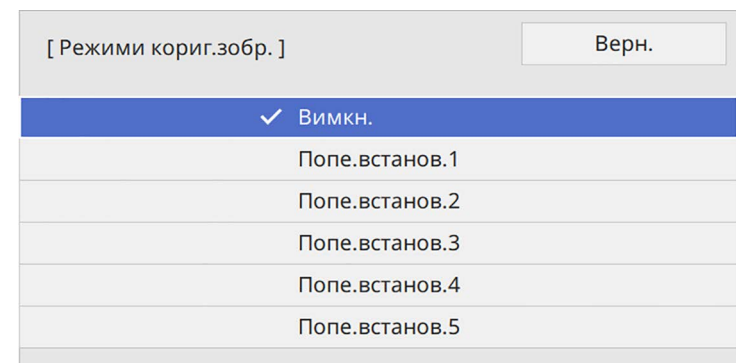 [ Режими кориг.зобр. ]
Верн.
Вимкн.
Попе.встанов.1
Попе.встанов.2
Попе.встанов.3
Попе.встанов.4
Попе.встанов.5